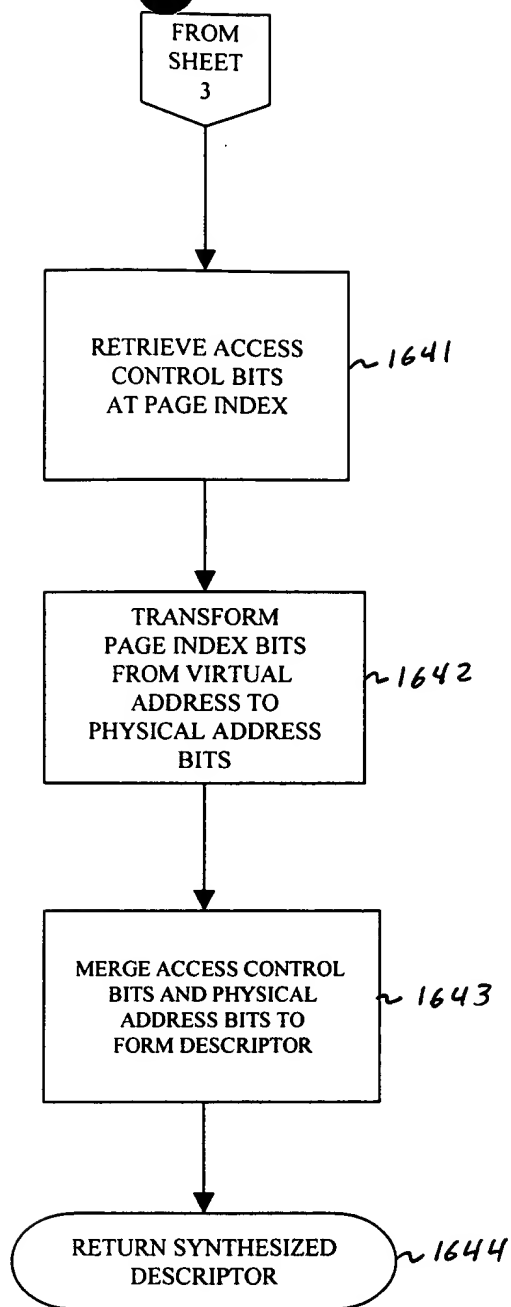 FROM
SHEET
3
RETRIEVE ACCESS
CONTROL BITS
AT PAGE INDEX
1641
TRANSFORM
PAGE INDEX BITS
FROM VIRTUAL
ADDRESS TO
PHYSICAL ADDRESS
BITS
1642
MERGE ACCESS CONTROL
BITS AND PHYSICAL
ADDRESS BITS TO
FORM DESCRIPTOR
1643
RETURN SYNTHESIZED
DESCRIPTOR
1644